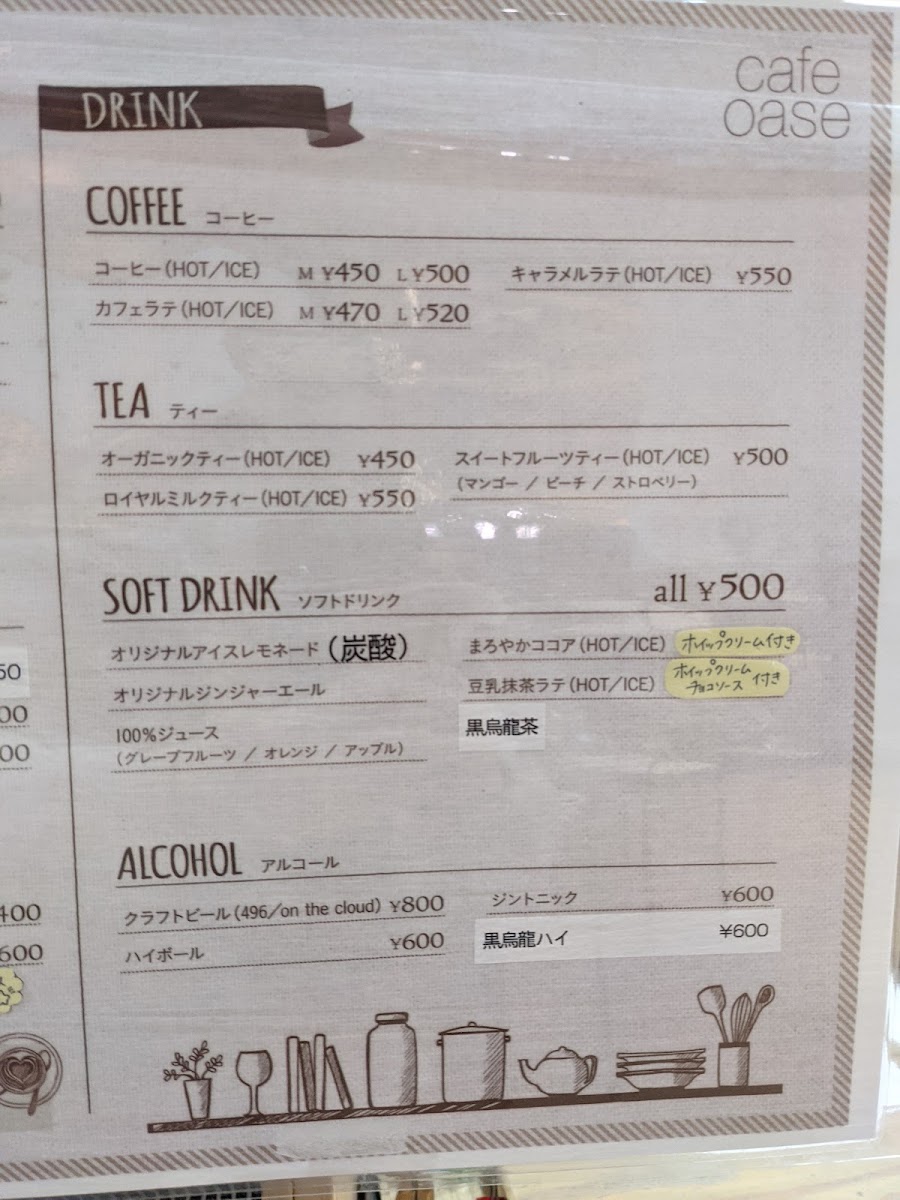 cafe
oase
DRINK
COFFEE コーヒー
コーヒー(HOT/ICE) M ¥450 L ¥500
カフェラテ(HOT/ICE) M ¥470 L ¥520
キャラメルラテ(HOT/ICE) ¥550
TEA ティー
オーガニックティー(HOT/ICE) ¥450
ロイヤルミルクティー(HOT/ICE) ¥550
スイートフルーツティー(HOT/ICE) ¥500
(マンゴー / ピーチ / ストロベリー)
SOFT DRINK ソフトドリンク all ¥500
オリジナルアイスレモネード(炭酸)
オリジナルジンジャーエール
100%ジュース
(グレープフルーツ / オレンジ / アップル)
まろやかココア(HOT/ICE) ホイップクリーム付き
豆乳抹茶ラテ(HOT/ICE) ホイップクリーム
チョコソース 付き
黒烏龍茶
ALCOHOL アルコール
クラフトビール(496/on the cloud) ¥800
ハイボール ¥600
ジントニック ¥600
黒烏龍ハイ ¥600
50
00
00
400
600